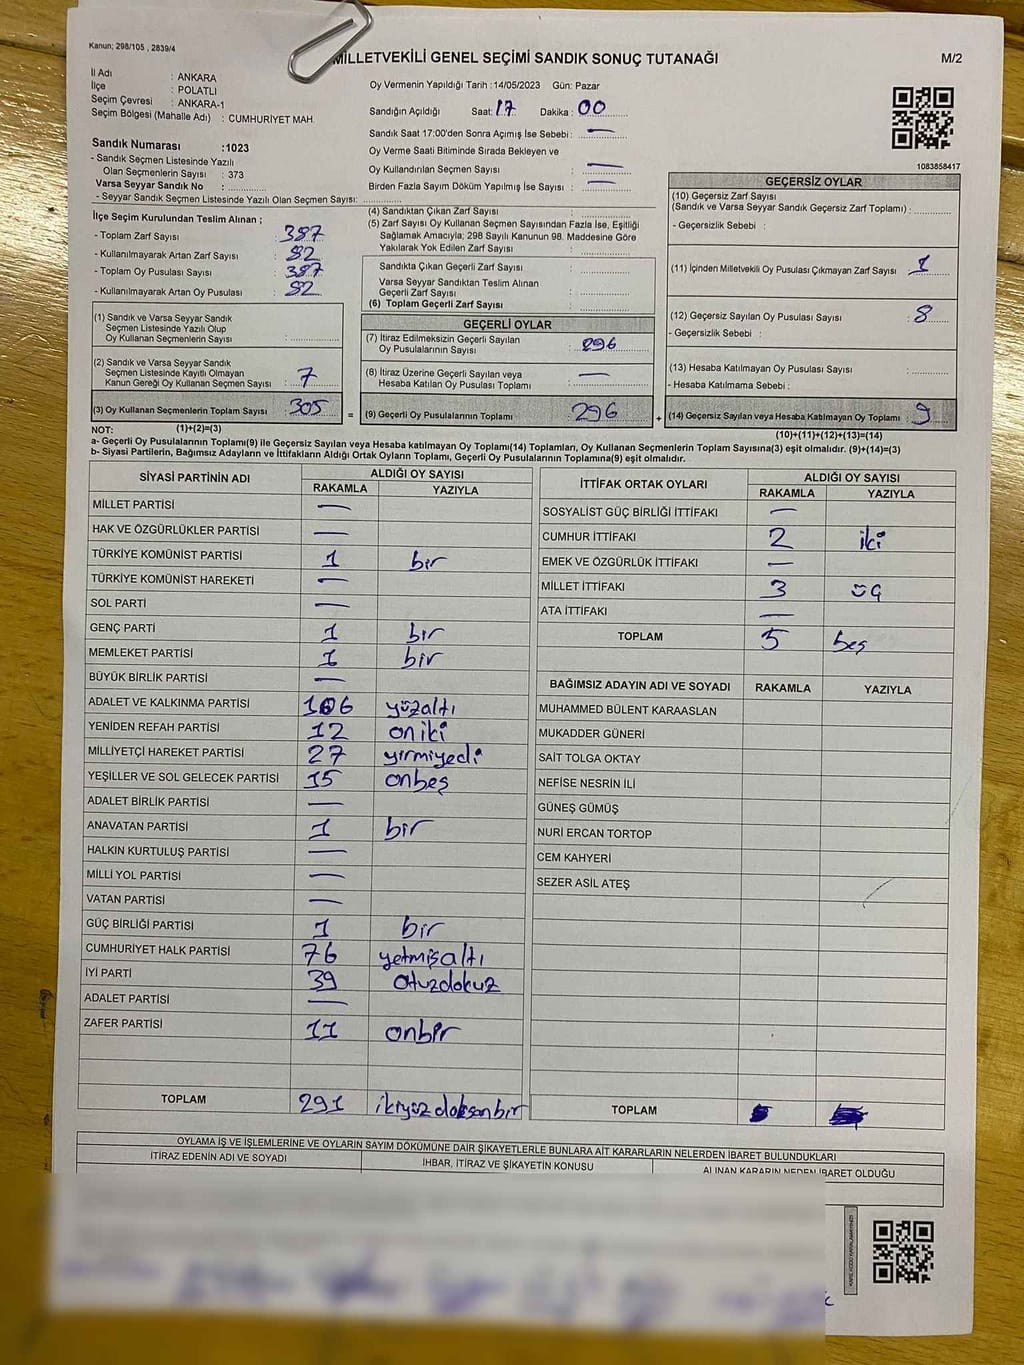 Kanun; 298/105 , 2839/4
MİLLETVEKİLİ GENEL SEÇİMİ SANDIK SONUÇ TUTANAĞI
M/2
İl Adı : ANKARA
İlçe : POLATLI
Seçim Çevresi : ANKARA-1
Seçim Bölgesi (Mahalle Adı) : CUMHURİYET MAH.
Sandık Numarası :1023
- Sandık Seçmen Listesinde Yazılı
Olan Seçmenlerin Sayısı : 373
Varsa Seyyar Sandık No :
- Seyyar Sandık Seçmen Listesinde Yazılı Olan Seçmen Sayısı:
Oy Vermenin Yapıldığı Tarih :14/05/2023 Gün: Pazar
Sandığın Açıldığı Saat: 17 Dakika : 00
Sandık Saat 17:00'den Sonra Açımış İse Sebebi : —
Oy Verme Saati Bitiminde Sırada Bekleyen ve
Oy Kullandırılan Seçmen Sayısı : —
Birden Fazla Sayım Döküm Yapılmış İse Sayısı : —
1083858417
İlçe Seçim Kurulundan Teslim Alınan ;
- Toplam Zarf Sayısı : 387
- Kullanılmayarak Artan Zarf Sayısı : 82
- Toplam Oy Pusulası Sayısı : 387
- Kullanılmayarak Artan Oy Pusulası : 82
(1) Sandık ve Varsa Seyyar Sandık
Seçmen Listesinde Yazılı Olup
Oy Kullanan Seçmenlerin Sayısı :
(2) Sandık ve Varsa Seyyar Sandık
Seçmen Listesinde Kayıtlı Olmayan
Kanun Gereği Oy Kullanan Seçmen Sayısı : 7
(3) Oy Kullanan Seçmenlerin Toplam Sayısı 305
(1)+(2)=(3)
(4) Sandıktan Çıkan Zarf Sayısı :
(5) Zarf Sayısı Oy Kullanan Seçmen Sayısından Fazla İse, Eşitliği
Sağlamak Amacıyla; 298 Sayılı Kanunun 98. Maddesine Göre
Yakılarak Yok Edilen Zarf Sayısı :
Sandıkta Çıkan Geçerli Zarf Sayısı :
Varsa Seyyar Sandıktan Teslim Alınan
Geçerli Zarf Sayısı :
(6) Toplam Geçerli Zarf Sayısı :
GEÇERLİ OYLAR
(7) İtiraz Edilmeksizin Geçerli Sayılan
Oy Pusulalarının Sayısı : 296
(8) İtiraz Üzerine Geçerli Sayılan veya
Hesaba Katılan Oy Pusulası Toplamı : —
= (9) Geçerli Oy Pusulalarının Toplamı 296 +
GEÇERSİZ OYLAR
(10) Geçersiz Zarf Sayısı
(Sandık ve Varsa Seyyar Sandık Geçersiz Zarf Toplamı) :
- Geçersizlik Sebebi :
(11) İçinden Milletvekili Oy Pusulası Çıkmayan Zarf Sayısı : 1
(12) Geçersiz Sayılan Oy Pusulası Sayısı : 8
- Geçersizlik Sebebi :
(13) Hesaba Katılmayan Oy Pusulası Sayısı :
- Hesaba Katılmama Sebebi :
(14) Geçersiz Sayılan veya Hesaba Katılmayan Oy Toplamı : 9
(10)+(11)+(12)+(13)=(14)
NOT:
a- Geçerli Oy Pusulalarının Toplamı(9) ile Geçersiz Sayılan veya Hesaba katılmayan Oy Toplamı(14) Toplamları, Oy Kullanan Seçmenlerin Toplam Sayısına(3) eşit olmalıdır. (9)+(14)=(3)
b- Siyasi Partilerin, Bağımsız Adayların ve İttifakların Aldığı Ortak Oyların Toplamı, Geçerli Oy Pusulalarının Toplamına(9) eşit olmalıdır.
SİYASİ PARTİNİN ADI ALDIĞI OY SAYISI
RAKAMLA YAZIYLA
MİLLET PARTİSİ —
HAK VE ÖZGÜRLÜKLER PARTİSİ —
TÜRKİYE KOMÜNİST PARTİSİ 1 bir
TÜRKİYE KOMÜNİST HAREKETİ —
SOL PARTİ —
GENÇ PARTİ 1 bir
MEMLEKET PARTİSİ 1 bir
BÜYÜK BİRLİK PARTİSİ —
ADALET VE KALKINMA PARTİSİ 106 yüzaltı
YENİDEN REFAH PARTİSİ 12 oniki
MİLLİYETÇİ HAREKET PARTİSİ 27 yirmiyedi
YEŞİLLER VE SOL GELECEK PARTİSİ 15 onbeş
ADALET BİRLİK PARTİSİ —
ANAVATAN PARTİSİ 1 bir
HALKIN KURTULUŞ PARTİSİ —
MİLLİ YOL PARTİSİ —
VATAN PARTİSİ —
GÜÇ BİRLİĞİ PARTİSİ 1 bir
CUMHURİYET HALK PARTİSİ 76 yetmişaltı
İYİ PARTİ 39 otuzdokuz
ADALET PARTİSİ —
ZAFER PARTİSİ 11 onbir
TOPLAM 291 ikiyüzdoksanbir
İTTİFAK ORTAK OYLARI ALDIĞI OY SAYISI
RAKAMLA YAZIYLA
SOSYALİST GÜÇ BİRLİĞİ İTTİFAKI —
CUMHUR İTTİFAKI 2 iki
EMEK VE ÖZGÜRLÜK İTTİFAKI —
MİLLET İTTİFAKI 3 üç
ATA İTTİFAKI —
TOPLAM 5 beş
BAĞIMSIZ ADAYIN ADI VE SOYADI RAKAMLA YAZIYLA
MUHAMMED BÜLENT KARAASLAN
MUKADDER GÜNERİ
SAİT TOLGA OKTAY
NEFİSE NESRİN İLİ
GÜNEŞ GÜMÜŞ
NURİ ERCAN TORTOP
CEM KAHYERİ
SEZER ASİL ATEŞ
TOPLAM
OYLAMA İŞ VE İŞLEMLERİNE VE OYLARIN SAYIM DÖKÜMÜNE DAİR ŞİKAYETLERLE BUNLARA AİT KARARLARIN NELERDEN İBARET BULUNDUKLARI
İTİRAZ EDENİN ADI VE SOYADI İHBAR, İTİRAZ VE ŞİKAYETİN KONUSU ALINAN KARARIN NEDEN İBARET OLDUĞU